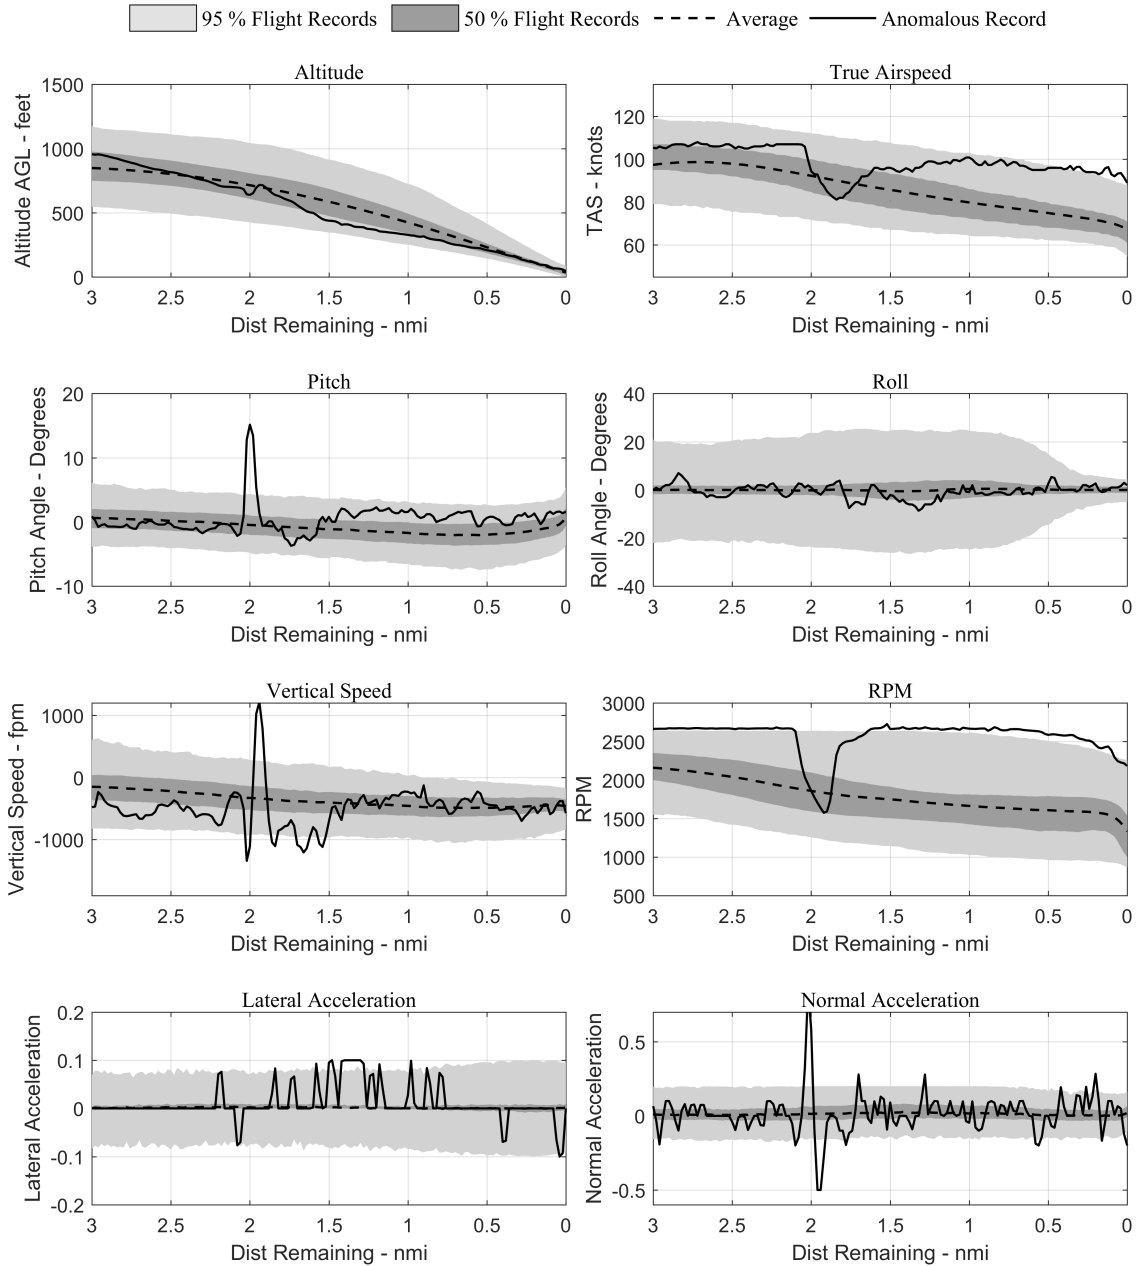 95 % Flight Records 50 % Flight Records Average Anomalous Record
Altitude
1500
1000
500
0
Altitude AGL - feet
3 2.5 2 1.5 1 0.5 0
Dist Remaining - nmi
True Airspeed
120
100
80
60
TAS - knots
3 2.5 2 1.5 1 0.5 0
Dist Remaining - nmi
Pitch
20
10
0
-10
Pitch Angle - Degrees
3 2.5 2 1.5 1 0.5 0
Dist Remaining - nmi
Roll
40
20
0
-20
-40
Roll Angle - Degrees
3 2.5 2 1.5 1 0.5 0
Dist Remaining - nmi
Vertical Speed
1000
0
-1000
Vertical Speed - fpm
3 2.5 2 1.5 1 0.5 0
Dist Remaining - nmi
RPM
3000
2500
2000
1500
1000
500
RPM
3 2.5 2 1.5 1 0.5 0
Dist Remaining - nmi
Lateral Acceleration
0.2
0.1
0
-0.1
-0.2
Lateral Acceleration
3 2.5 2 1.5 1 0.5 0
Dist Remaining - nmi
Normal Acceleration
0.5
0
-0.5
Normal Acceleration
3 2.5 2 1.5 1 0.5 0
Dist Remaining - nmi